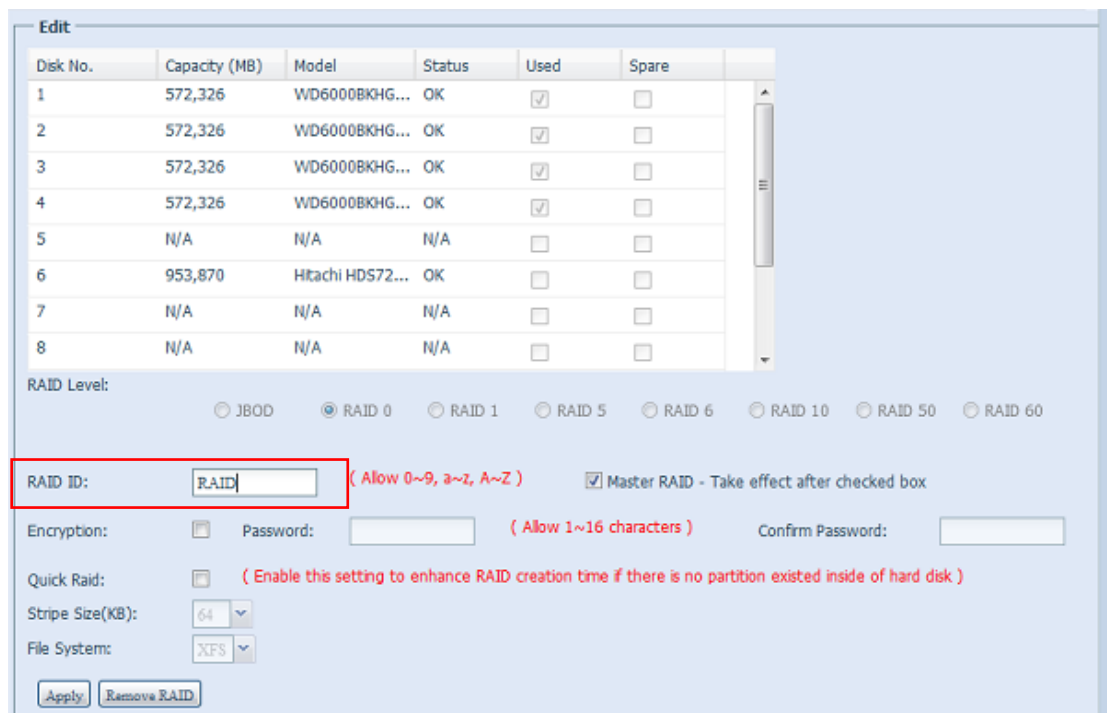 Edit
Disk No. Capacity (MB) Model Status Used Spare
1 572,326 WD6000BKHG... OK
2 572,326 WD6000BKHG... OK
3 572,326 WD6000BKHG... OK
4 572,326 WD6000BKHG... OK
5 N/A N/A N/A
6 953,870 Hitachi HDS72... OK
7 N/A N/A N/A
8 N/A N/A N/A
RAID Level:
JBOD RAID 0 RAID 1 RAID 5 RAID 6 RAID 10 RAID 50 RAID 60
RAID ID: RAID ( Allow 0~9, a~z, A~Z ) Master RAID - Take effect after checked box
Encryption: Password: ( Allow 1~16 characters ) Confirm Password:
Quick Raid: ( Enable this setting to enhance RAID creation time if there is no partition existed inside of hard disk )
Stripe Size(KB): 64
File System: XFS
Apply Remove RAID